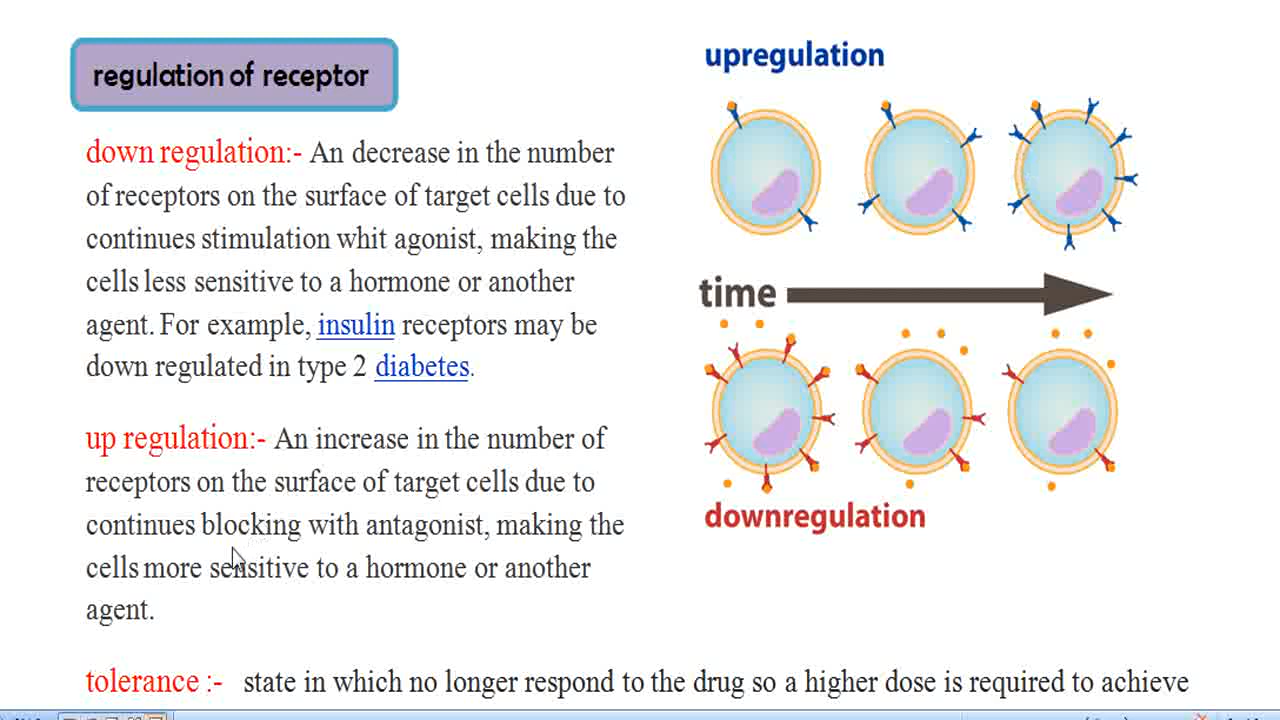 regulation of receptor
down regulation:- An decrease in the number
of receptors on the surface of target cells due to
continues stimulation whit agonist, making the
cells less sensitive to a hormone or another
agent. For example, insulin receptors may be
down regulated in type 2 diabetes.
up regulation:- An increase in the number of
receptors on the surface of target cells due to
continues blocking with antagonist, making the
cells more sensitive to a hormone or another
agent.
tolerance :- state in which no longer respond to the drug so a higher dose is required to achieve
upregulation
time
downregulation